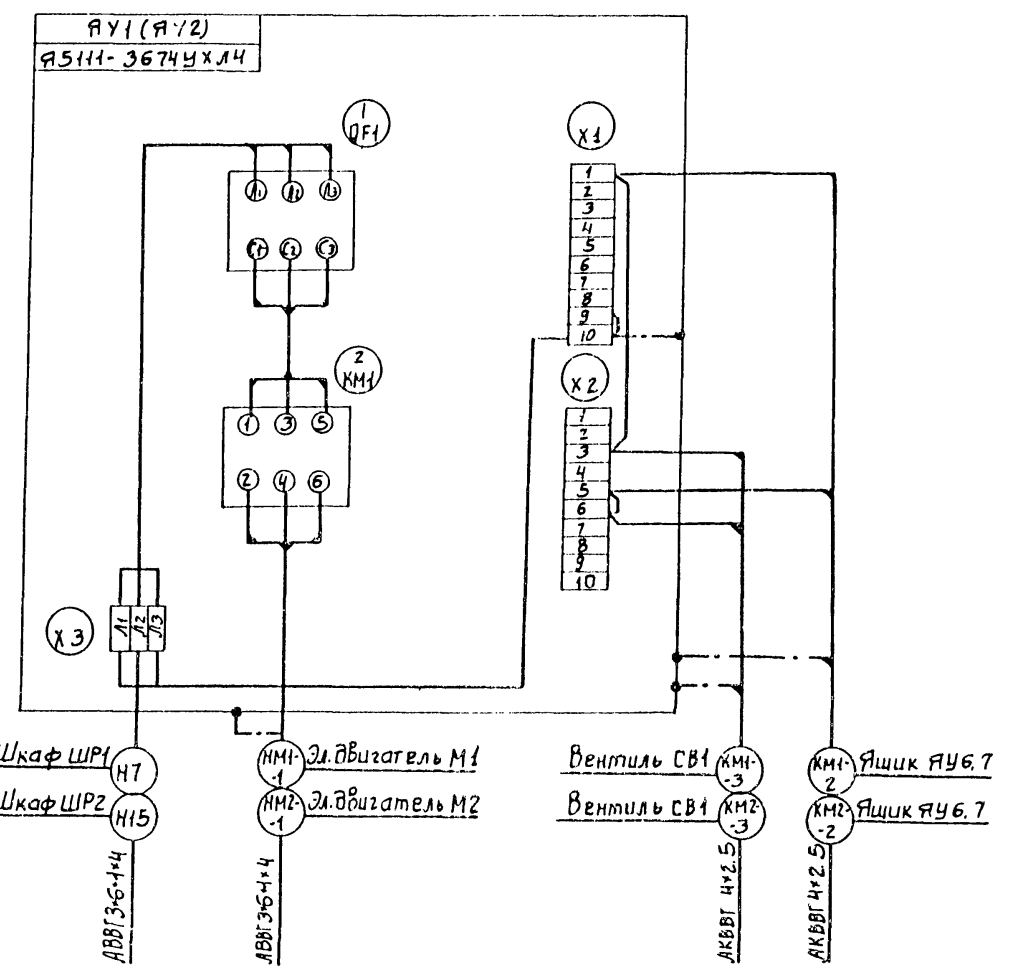 ЯУ1 (ЯУ2)
Я5111-3674УХЛ4
1
QF1
Л1 Л2 Л3
С1 С2 С3
2
КМ1
1 3 5
2 4 6
Х1
1
2
3
4
5
6
7
8
9
10
Х2
1
2
3
4
5
6
7
8
9
10
Х3
Л1 Л2 Л3
Шкаф ШР1
Н7
Шкаф ШР2
Н15
НМ1-
-1
Эл.двигатель М1
НМ2-
-1
Эл.двигатель М2
Вентиль СВ1
КМ1-
-3
Вентиль СВ1
КМ2-
-3
КМ1-
2
Ящик ЯУ6.7
КМ2-
-2
Ящик ЯУ6.7
АВВГ3×6+1×4
АВВГ3×6+1×4
АКВВГ 4×2.5
АКВВГ 4×2.5